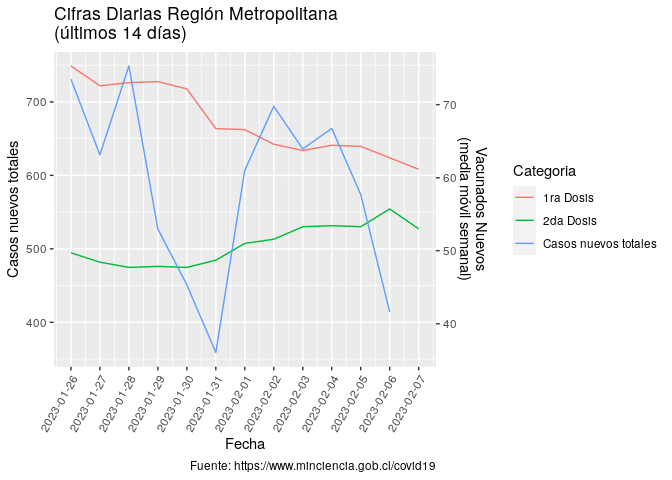 Cifras Diarias Región Metropolitana
(últimos 14 días)
Casos nuevos totales
700
600
500
400
70
60
50
40
Vacunados Nuevos
(media móvil semanal)
2023-01-26
2023-01-27
2023-01-28
2023-01-29
2023-01-30
2023-01-31
2023-02-01
2023-02-02
2023-02-03
2023-02-04
2023-02-05
2023-02-06
2023-02-07
Fecha
Categoria
1ra Dosis
2da Dosis
Casos nuevos totales
Fuente: https://www.minciencia.gob.cl/covid19